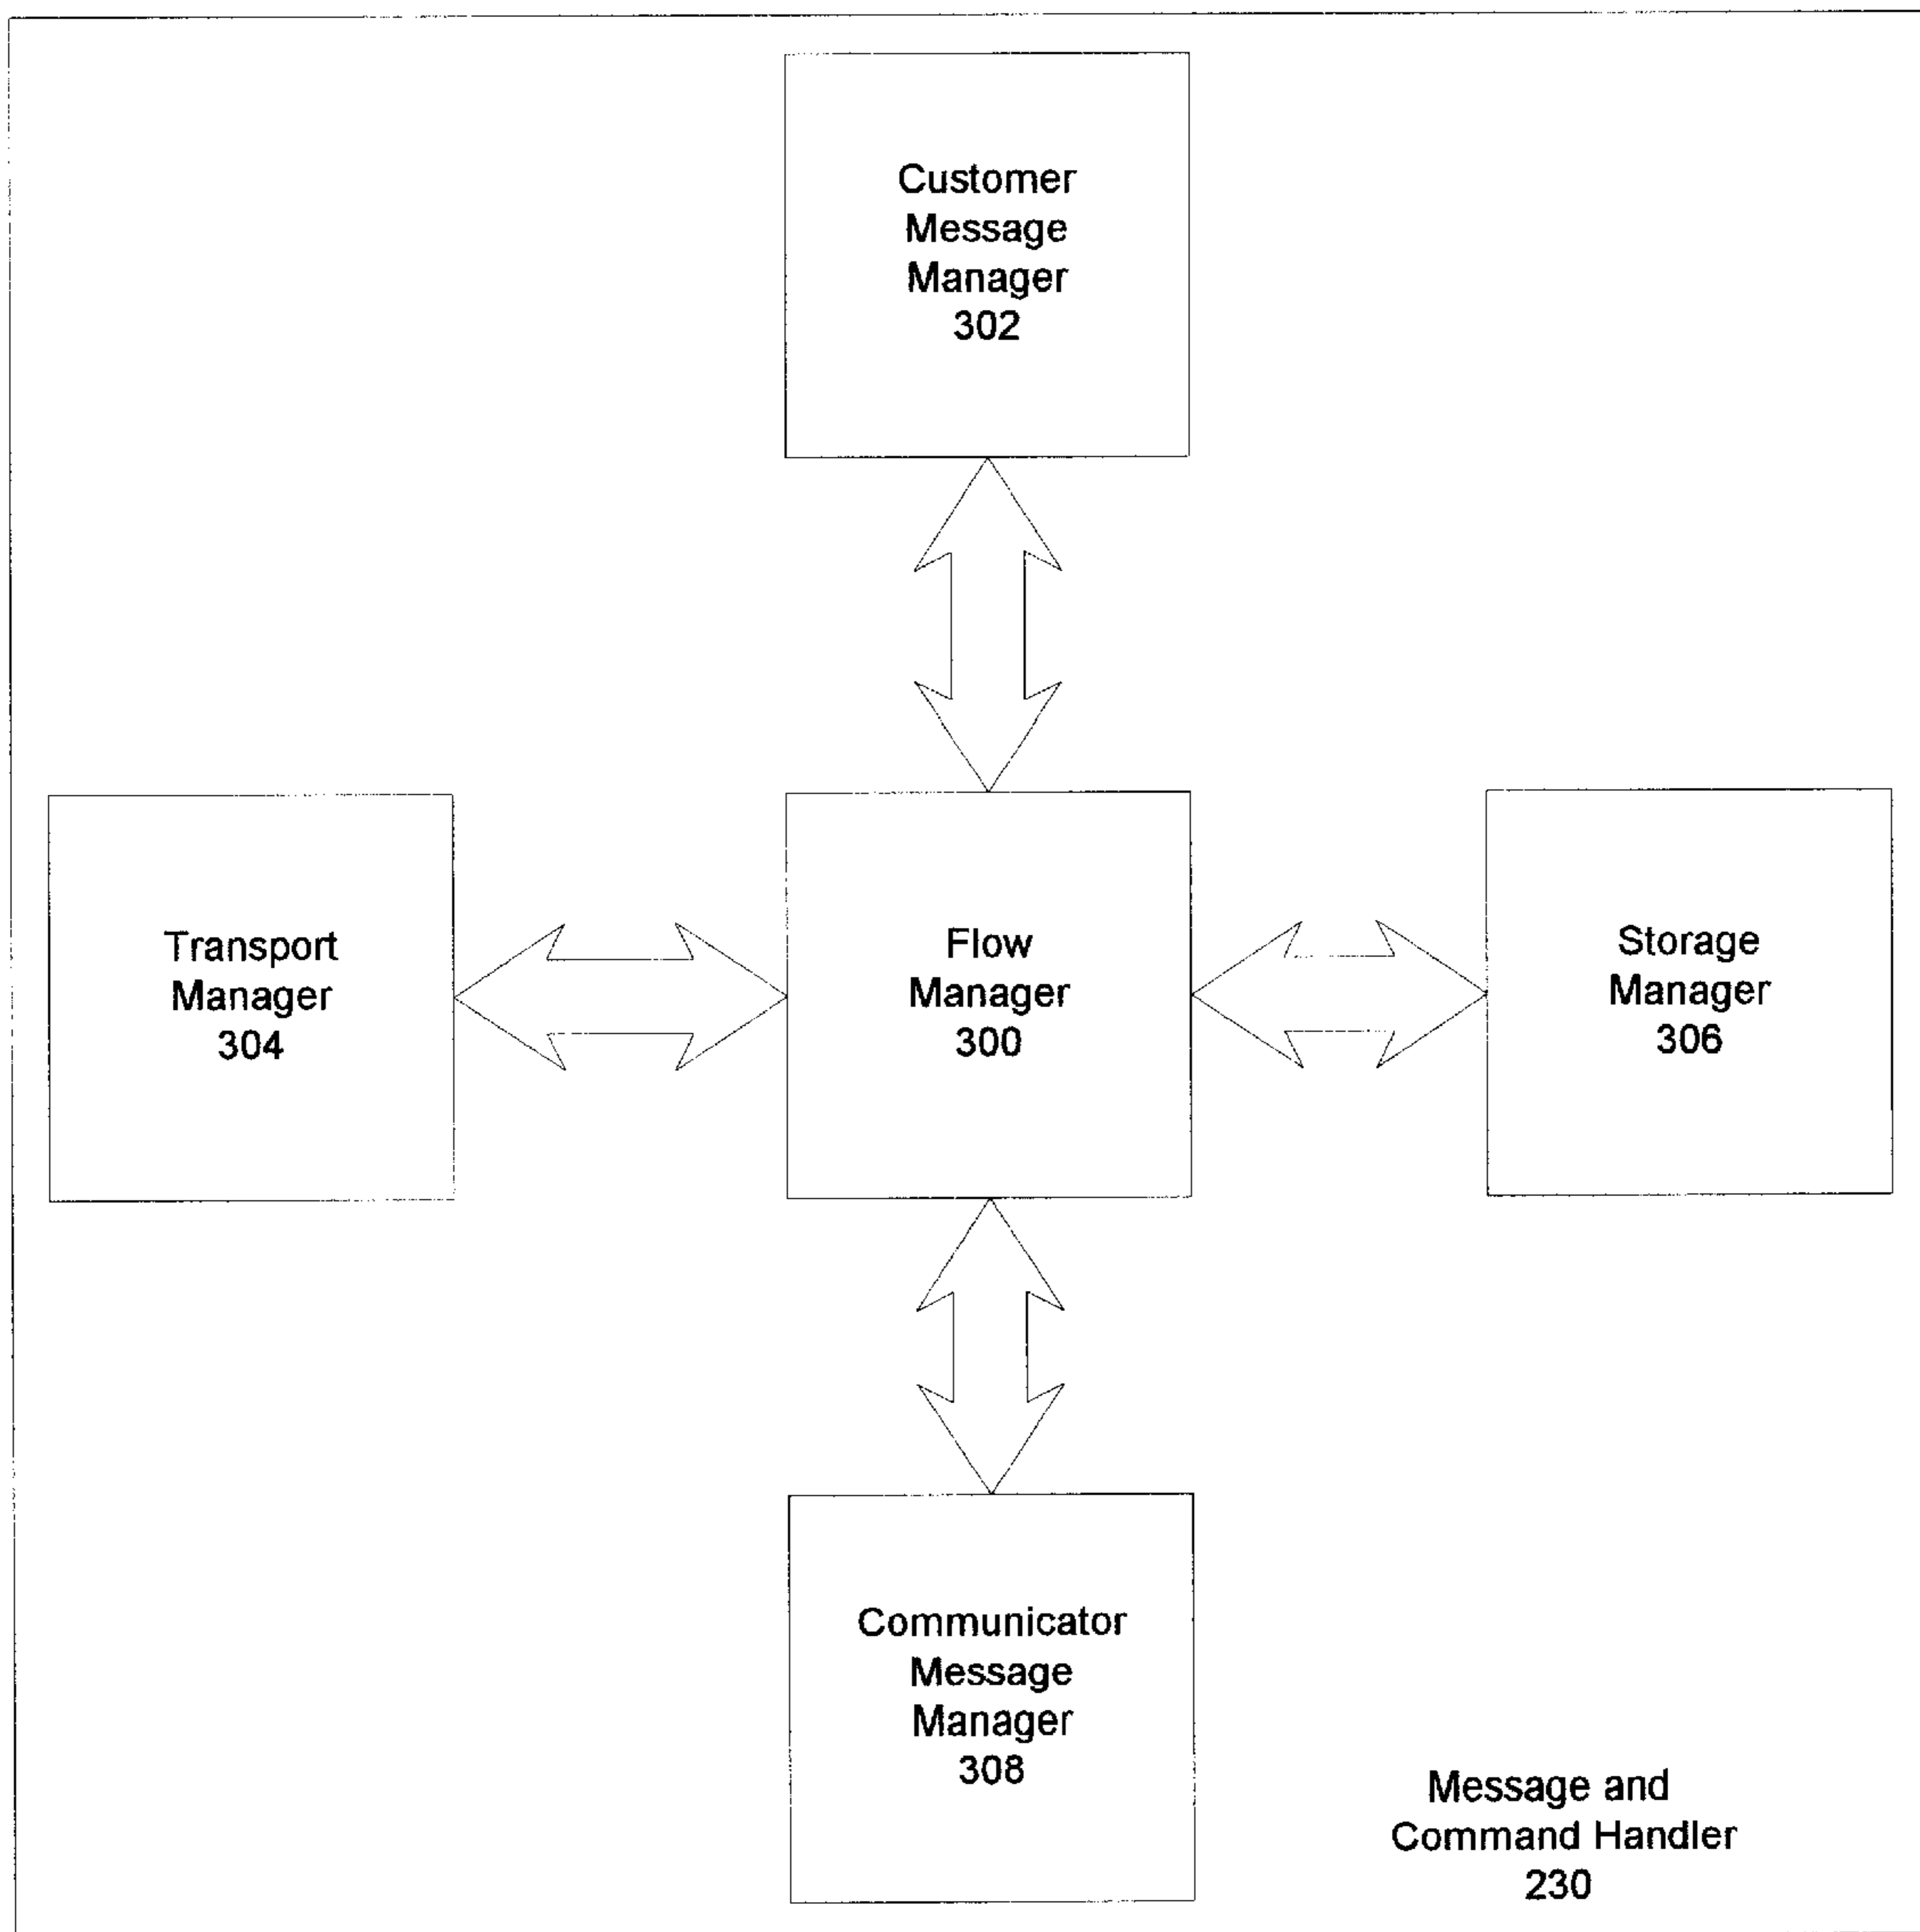 Customer
Message
Manager
302
Transport
Manager
304
Flow
Manager
300
Storage
Manager
306
Communicator
Message
Manager
308
Message and
Command Handler
230